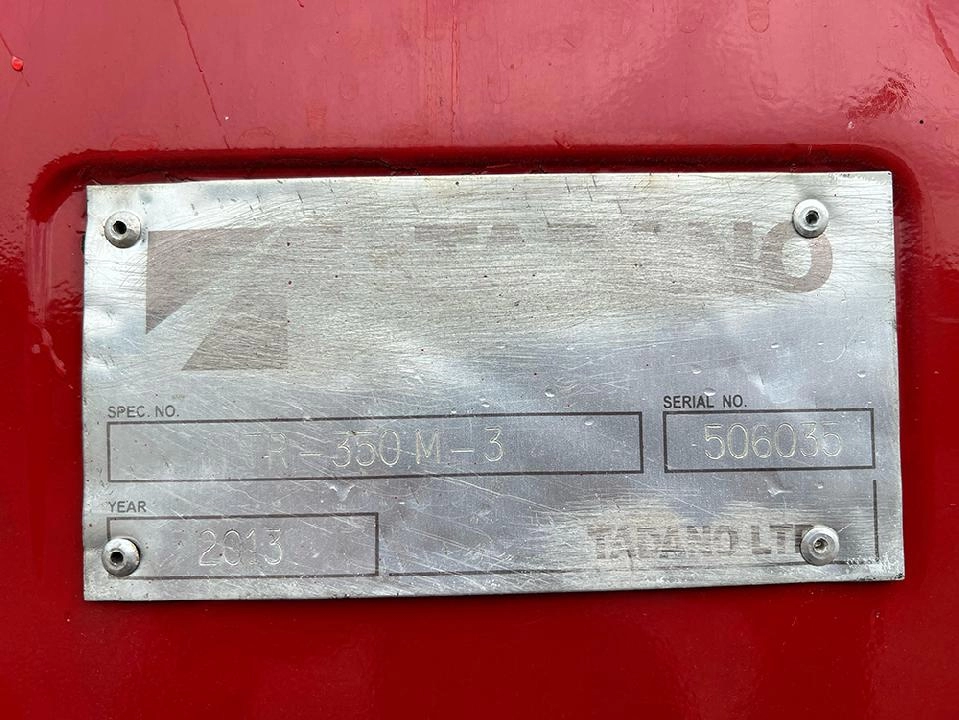 TADANO
SPEC. NO.
SERIAL NO.
TR-350M-3
506035
YEAR
2013
TADANO LTD